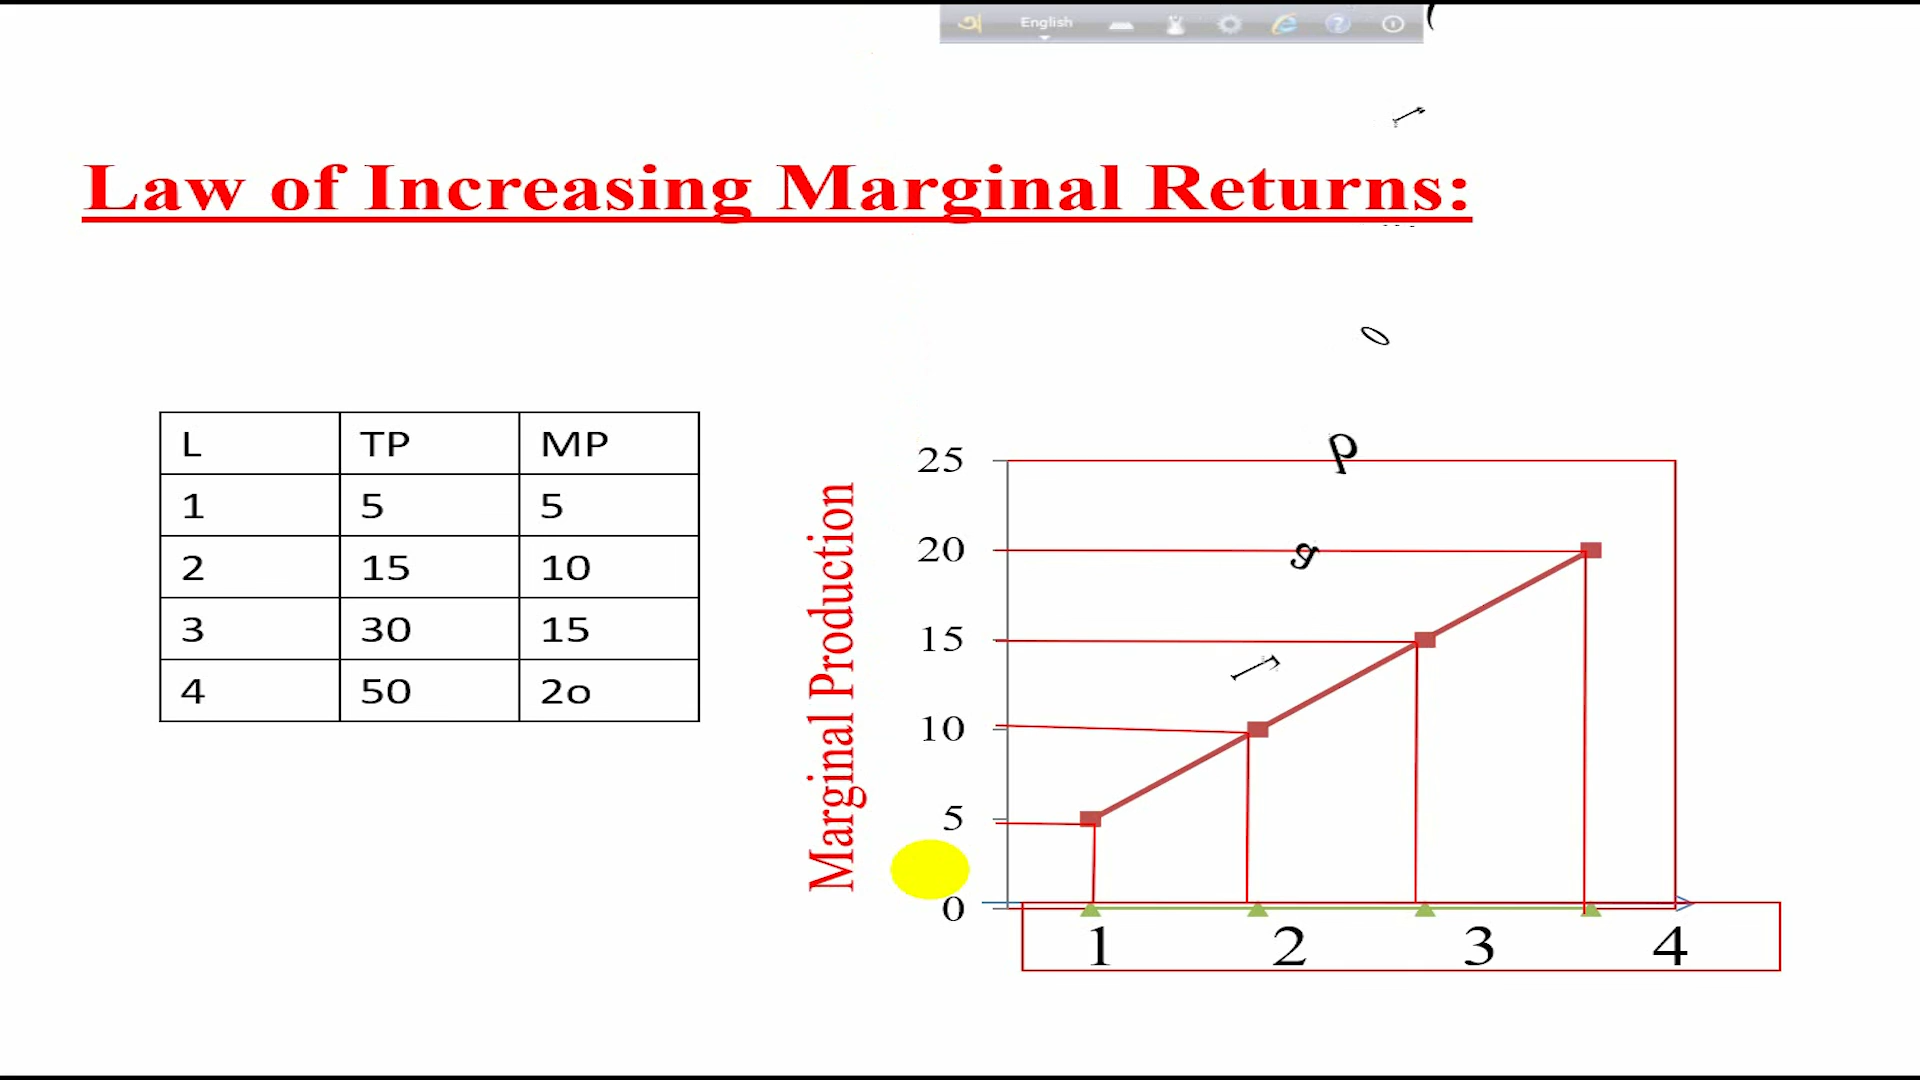 English
Law of Increasing Marginal Returns:
L TP MP
1 5 5
2 15 10
3 30 15
4 50 2o
Marginal Production
25
20
15
10
5
0
1 2 3 4